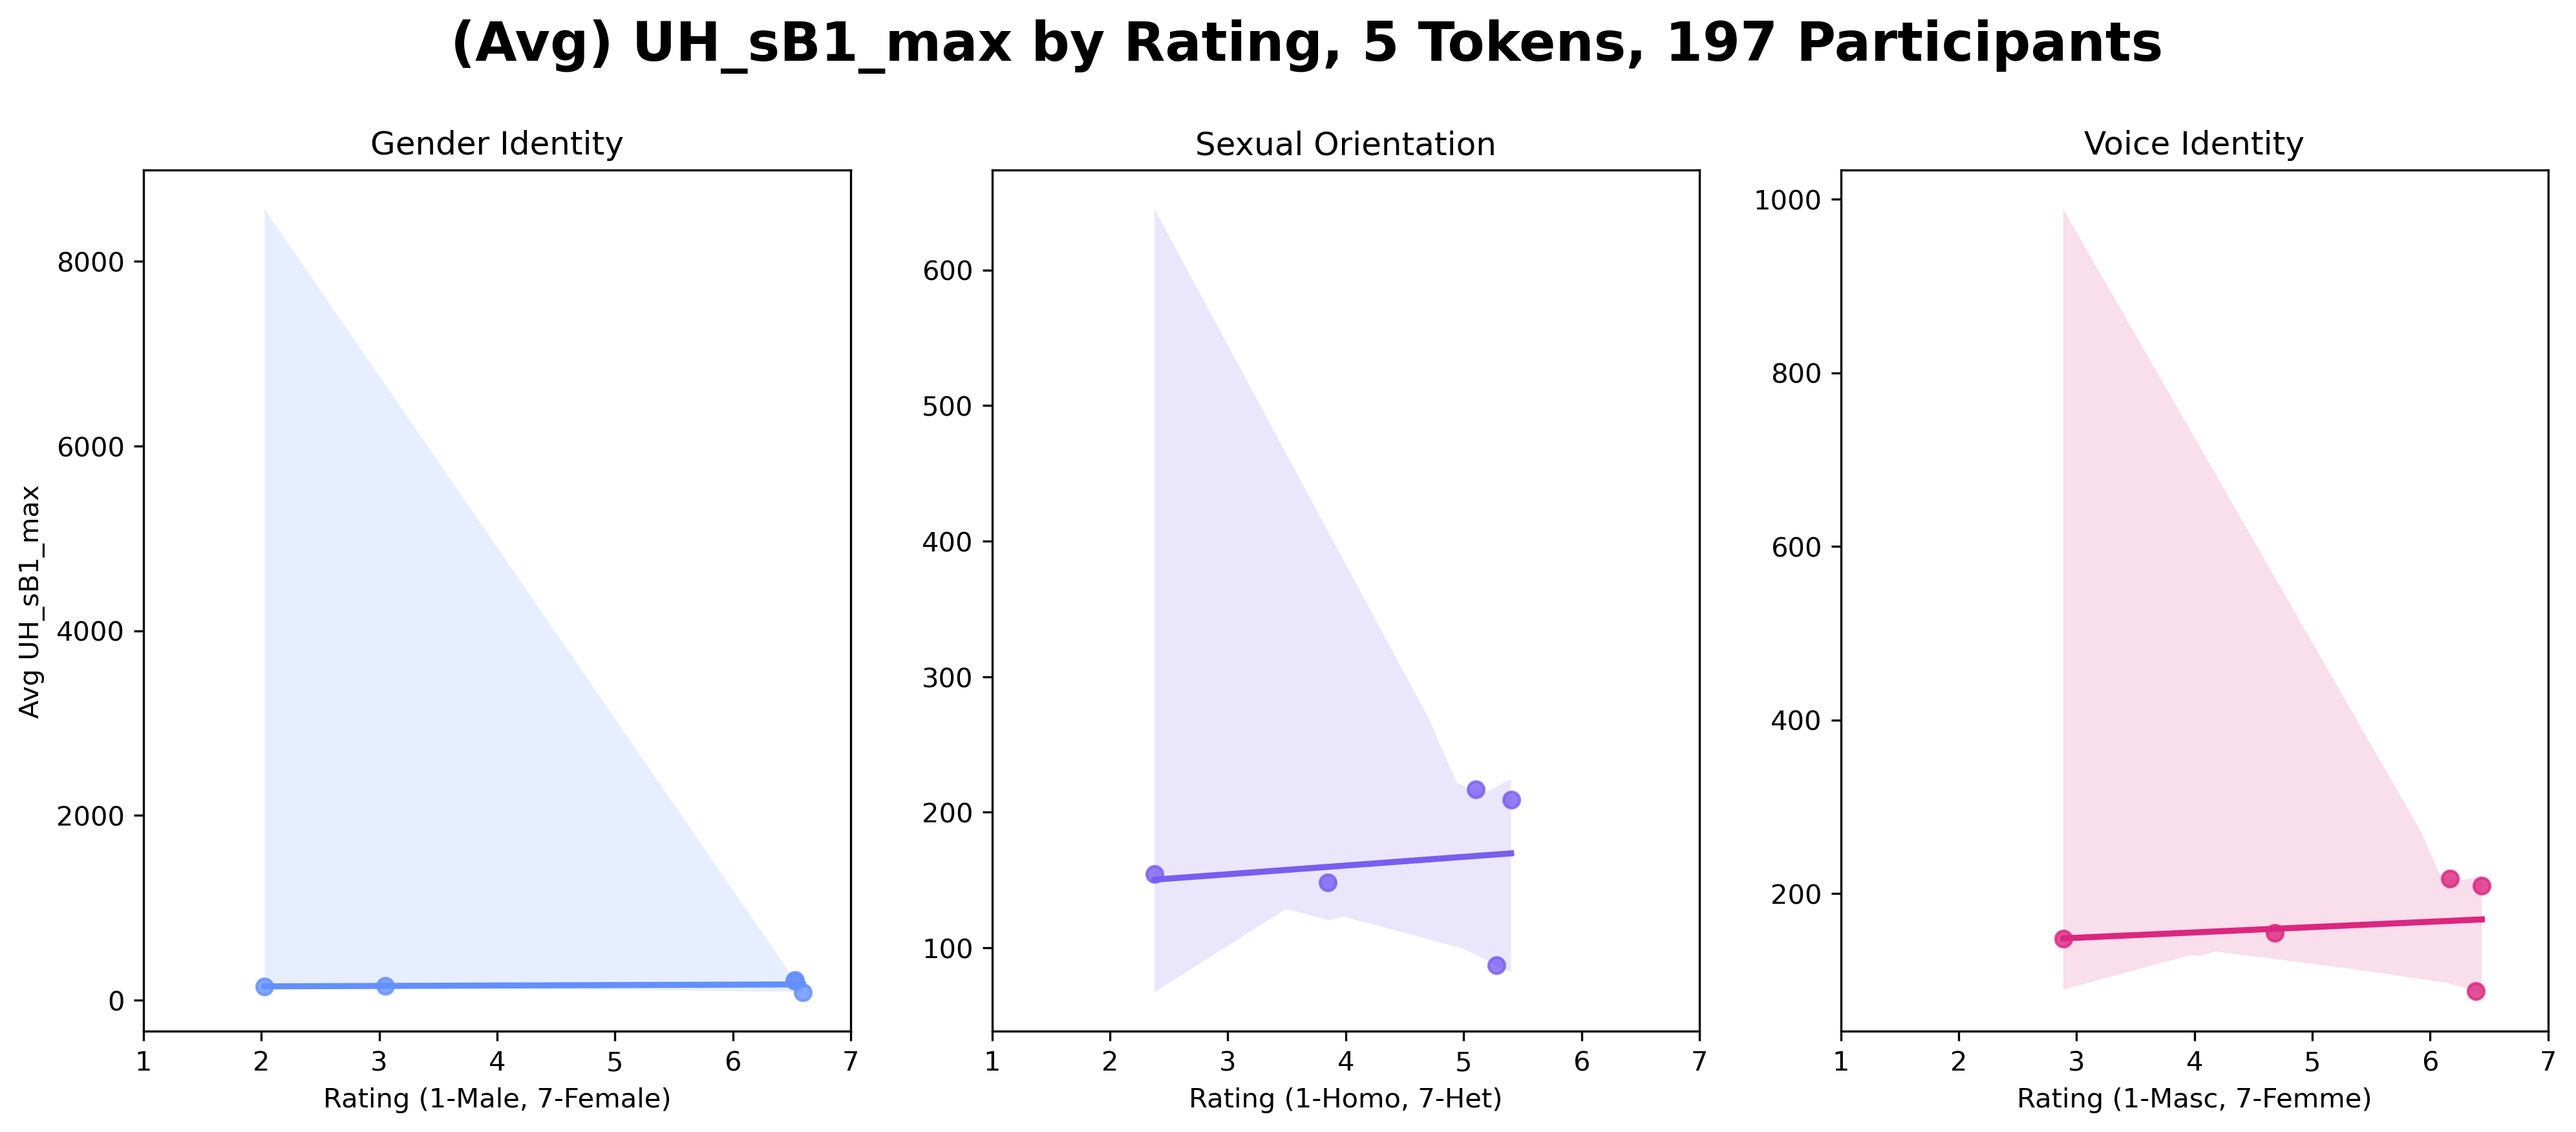 (Avg) UH_sB1_max by Rating, 5 Tokens, 197 Participants
Gender Identity
Sexual Orientation
Voice Identity
Avg UH_sB1_max
8000
6000
4000
2000
0
1 2 3 4 5 6 7
Rating (1-Male, 7-Female)
600
500
400
300
200
100
1 2 3 4 5 6 7
Rating (1-Homo, 7-Het)
1000
800
600
400
200
1 2 3 4 5 6 7
Rating (1-Masc, 7-Femme)